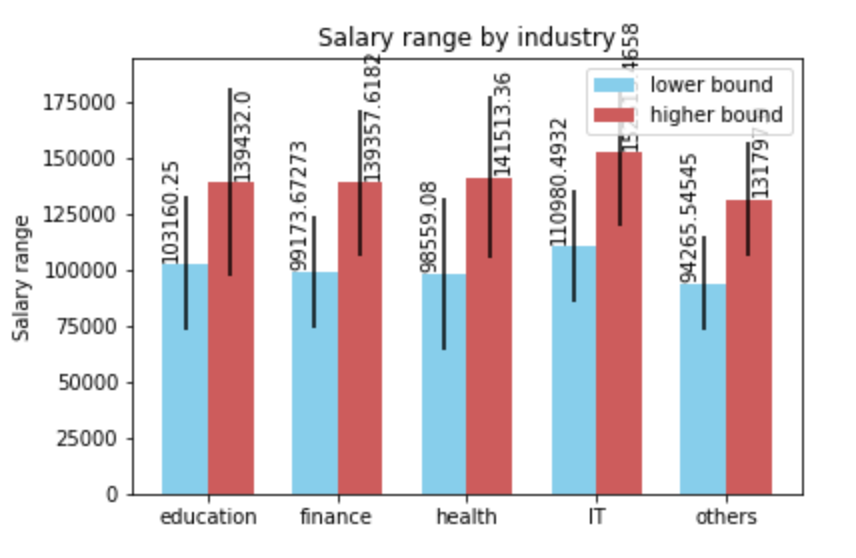 Salary range by industry
lower bound
higher bound
Salary range
175000
150000
125000
100000
75000
50000
25000
0
103160.25
139432.0
99173.67273
139357.6182
98559.08
141513.36
110980.4932
94265.54545
education
finance
health
IT
others